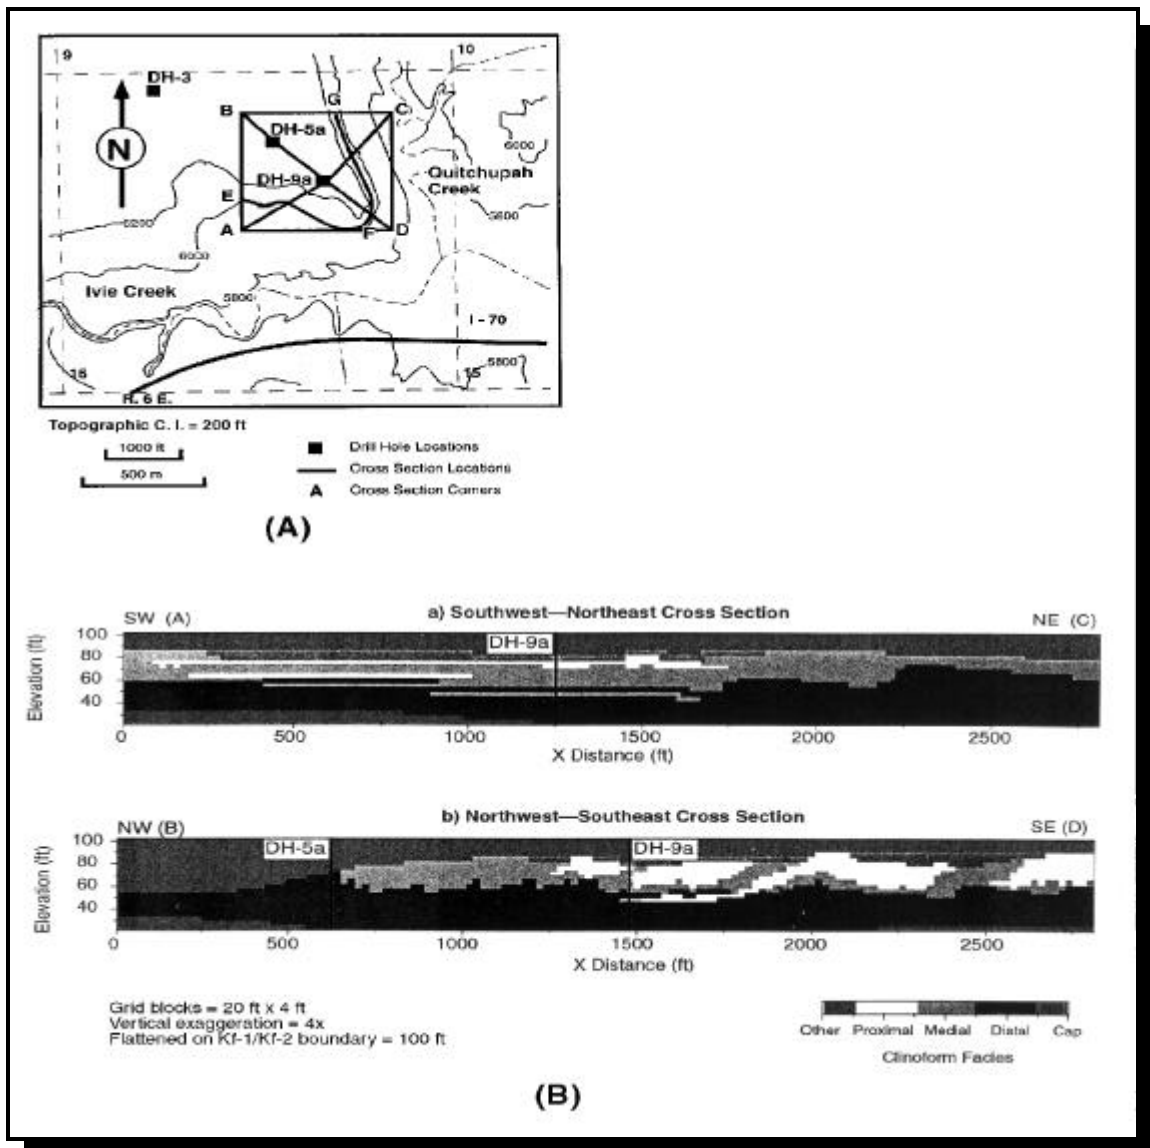 9
10
DH-3
N
B
G
C
DH-5a
DH-9a
E
A
F
D
Quitchupah
Creek
6000
5600
6200
6000
Ivie Creek
5800
I - 70
5800
16
15
R. 6 E.
Topographic C. I. = 200 ft
1000 ft
500 m
Drill Hole Locations
Cross Section Locations
A Cross Section Corners
(A)
SW (A) a) Southwest—Northeast Cross Section NE (C)
DH-9a
Elevation (ft)
100
80
60
40
0 500 1000 1500 2000 2500
X Distance (ft)
NW (B) b) Northwest—Southeast Cross Section SE (D)
DH-5a DH-9a
Elevation (ft)
100
80
60
40
0 500 1000 1500 2000 2500
X Distance (ft)
Grid blocks = 20 ft x 4 ft
Vertical exaggeration = 4x
Flattened on Kf-1/Kf-2 boundary = 100 ft
Other Proximal Medial Distal Cap
Clinoform Facies
(B)